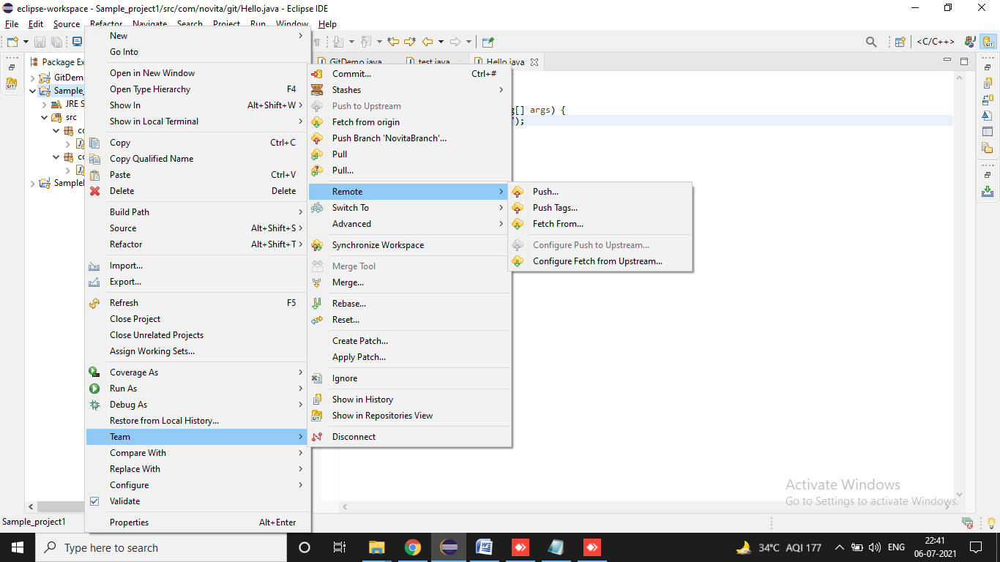 eclipse-workspace - Sample_project1/src/com/novita/git/Hello.java - Eclipse IDE
File Edit Source Refactor Navigate Search Project Run Window Help
<C/C++>
Package Ex
GitDemo.java test.java Hello.java
GitDem
Sample_
JRE S
src
Sample
g[] args) {
");
New
Go Into
Open in New Window
Open Type Hierarchy F4
Show In Alt+Shift+W
Show in Local Terminal
Copy Ctrl+C
Copy Qualified Name
Paste Ctrl+V
Delete Delete
Build Path
Source Alt+Shift+S
Refactor Alt+Shift+T
Import...
Export...
Refresh F5
Close Project
Close Unrelated Projects
Assign Working Sets...
Coverage As
Run As
Debug As
Restore from Local History...
Team
Compare With
Replace With
Configure
Validate
Properties Alt+Enter
Commit... Ctrl+#
Stashes
Push to Upstream
Fetch from origin
Push Branch 'NovitaBranch'...
Pull
Pull...
Remote
Switch To
Advanced
Synchronize Workspace
Merge Tool
Merge...
Rebase...
Reset...
Create Patch...
Apply Patch...
Ignore
Show in History
Show in Repositories View
Disconnect
Push...
Push Tags...
Fetch From...
Configure Push to Upstream...
Configure Fetch from Upstream...
Activate Windows
Go to Settings to activate Windows.
Sample_project1
Type here to search
34°C AQI 177 ENG 22:41
06-07-2021